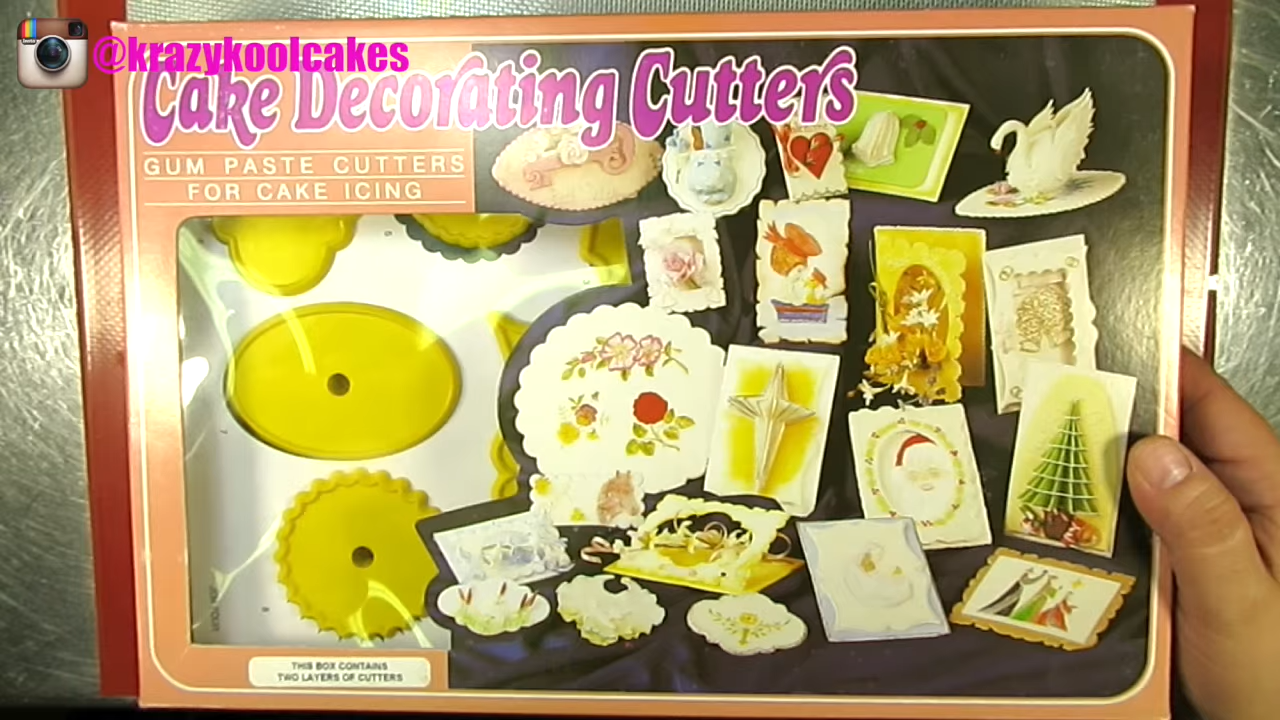 @krazykoolcakes
Cake Decorating Cutters
GUM PASTE CUTTERS
FOR CAKE ICING
THIS BOX CONTAINS
TWO LAYERS OF CUTTERS